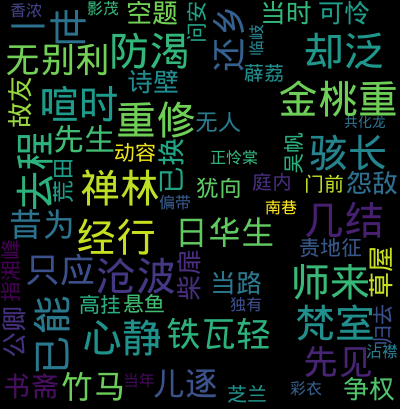 香浓
影茂
空题
问安
还乡
当时
可怜
一世
无别利
防渴
临歧
却泛
诗壁
薜荔
故友
喧时
重修
金桃重
无人
共化龙
去程
先生
动容
已换
正怜棠
吴帆
骇长
荒田
禅林
犹向
庭内
门前
怨敌
偏带
南巷
昔为
经行
日华生
几结
责地征
指湘峰
只应
沧波
柴扉
当路
师来
草屋
公卿
已能
高挂
悬鱼
独有
梵室
归去
心静
铁瓦轻
先见
沾襟
书斋
竹马
当年
儿逐
芝兰
彩衣
争权